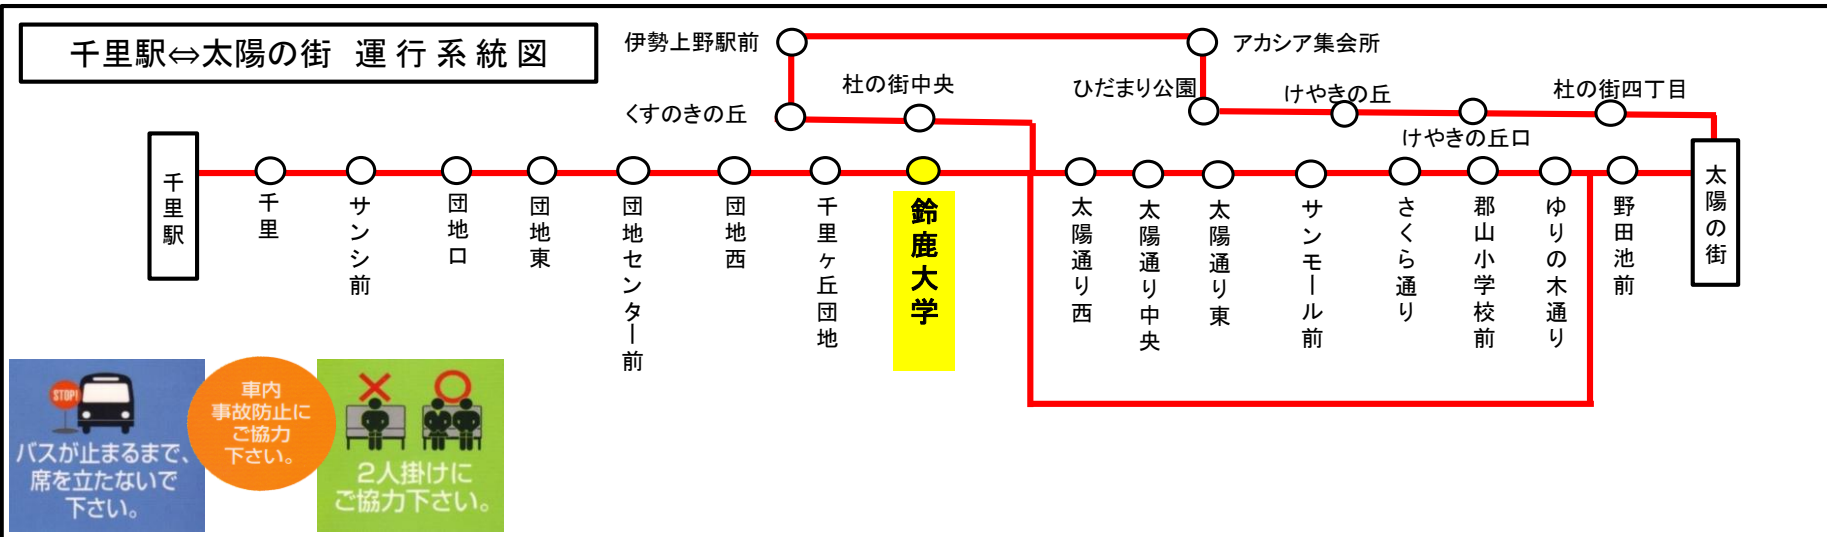 千里駅⇔太陽の街 運行系統図
伊勢上野駅前
アカシア集会所
くすのきの丘
杜の街中央
ひだまり公園
けやきの丘
けやきの丘口
杜の街四丁目
千里駅
千里
サンシ前
団地口
団地東
団地センター前
団地西
千里ヶ丘団地
鈴鹿大学
太陽通り西
太陽通り中央
太陽通り東
サンモール前
さくら通り
郡山小学校前
ゆりの木通り
野田池前
太陽の街
STOP!
バスが止まるまで、
席を立たないで
下さい。
車内
事故防止に
ご協力
下さい。
2人掛けに
ご協力下さい。